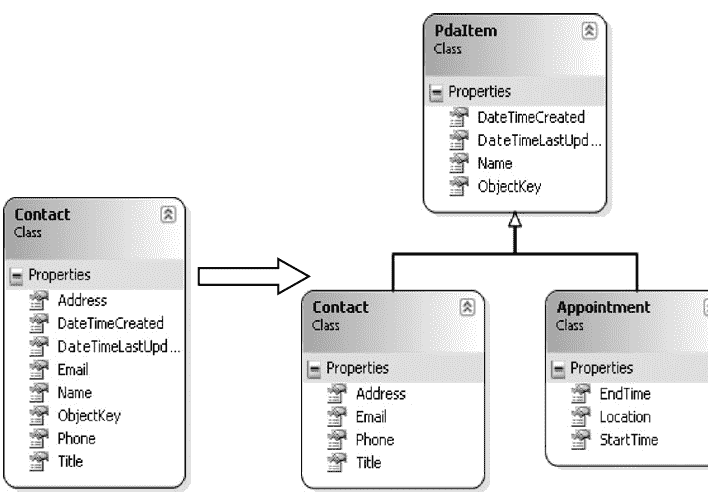 PdaItem
Class
Properties
DateTimeCreated
DateTimeLastUpd...
Name
ObjectKey
Contact
Class
Properties
Address
DateTimeCreated
DateTimeLastUpd...
Email
Name
ObjectKey
Phone
Title
Contact
Class
Properties
Address
Email
Phone
Title
Appointment
Class
Properties
EndTime
Location
StartTime